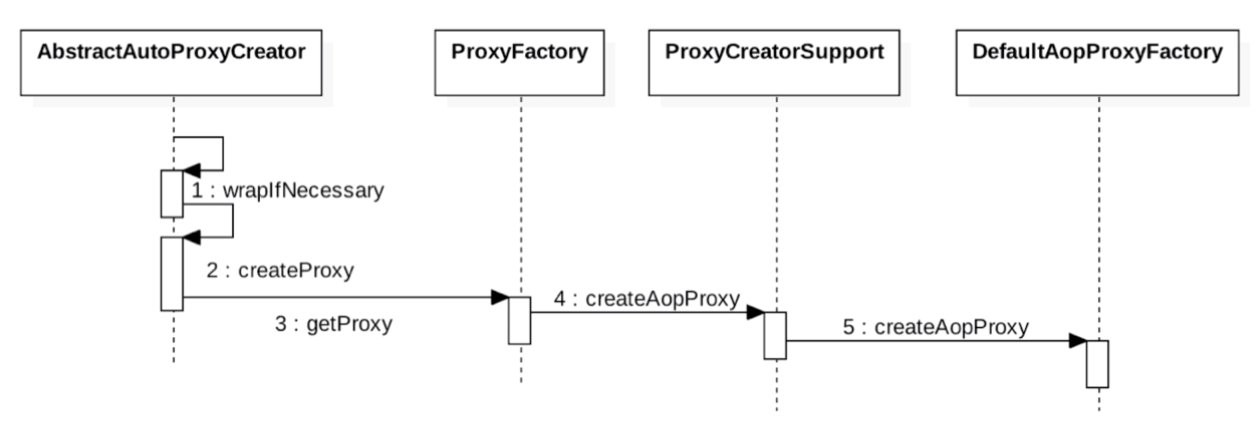 AbstractAutoProxyCreator
ProxyFactory
ProxyCreatorSupport
DefaultAopProxyFactory
1 : wrapIfNecessary
2 : createProxy
3 : getProxy
4 : createAopProxy
5 : createAopProxy